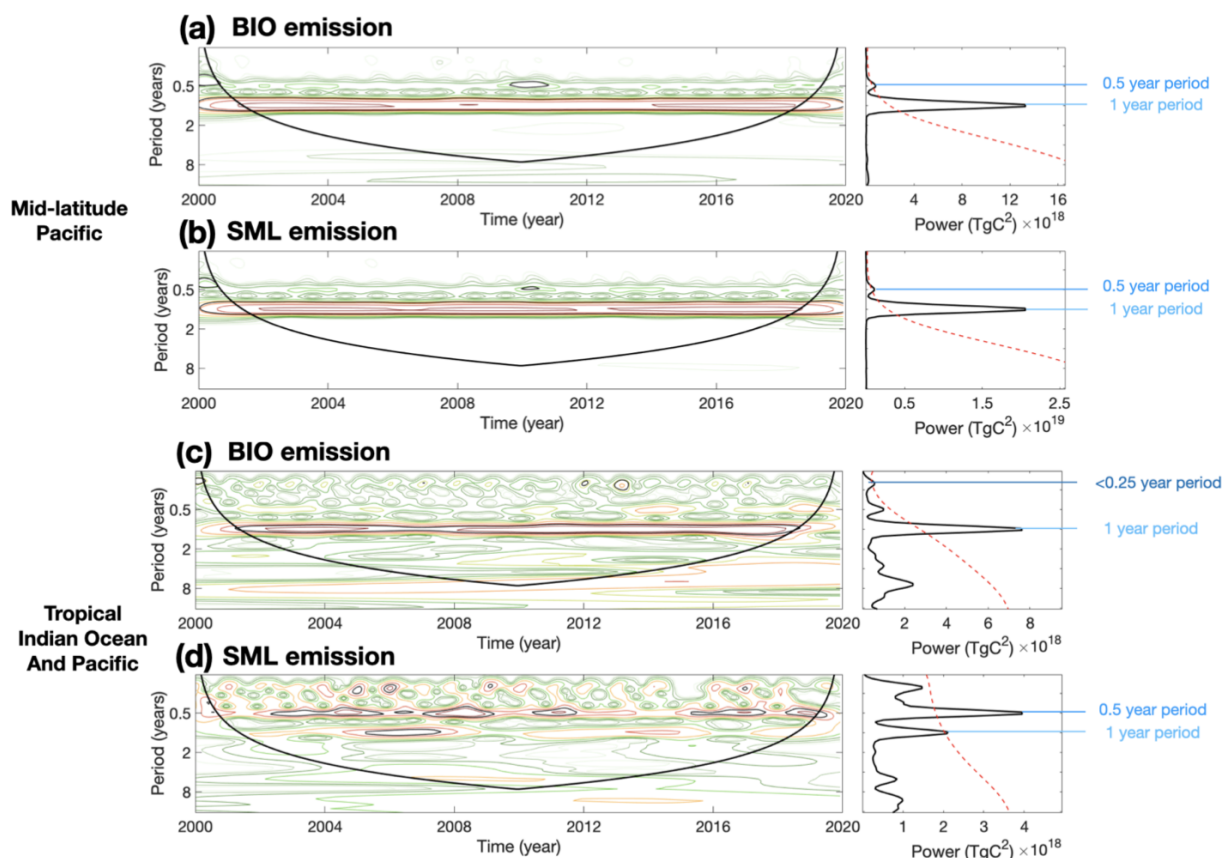 (a) BIO emission
Period (years)
0.5
2
8
2000 2004 2008 2012 2016 2020
Time (year)
4 8 12 16
Power (TgC²) ×10¹⁸
0.5 year period
1 year period
Mid-latitude
Pacific
(b) SML emission
Period (years)
0.5
2
8
2000 2004 2008 2012 2016 2020
Time (year)
0.5 1.5 2.5
Power (TgC²) ×10¹⁹
0.5 year period
1 year period
(c) BIO emission
Period (years)
0.5
2
8
2000 2004 2008 2012 2016 2020
Time (year)
2 4 6 8
Power (TgC²) ×10¹⁸
<0.25 year period
1 year period
Tropical
Indian Ocean
And Pacific
(d) SML emission
Period (years)
0.5
2
8
2000 2004 2008 2012 2016 2020
Time (year)
1 2 3 4
Power (TgC²) ×10¹⁸
0.5 year period
1 year period